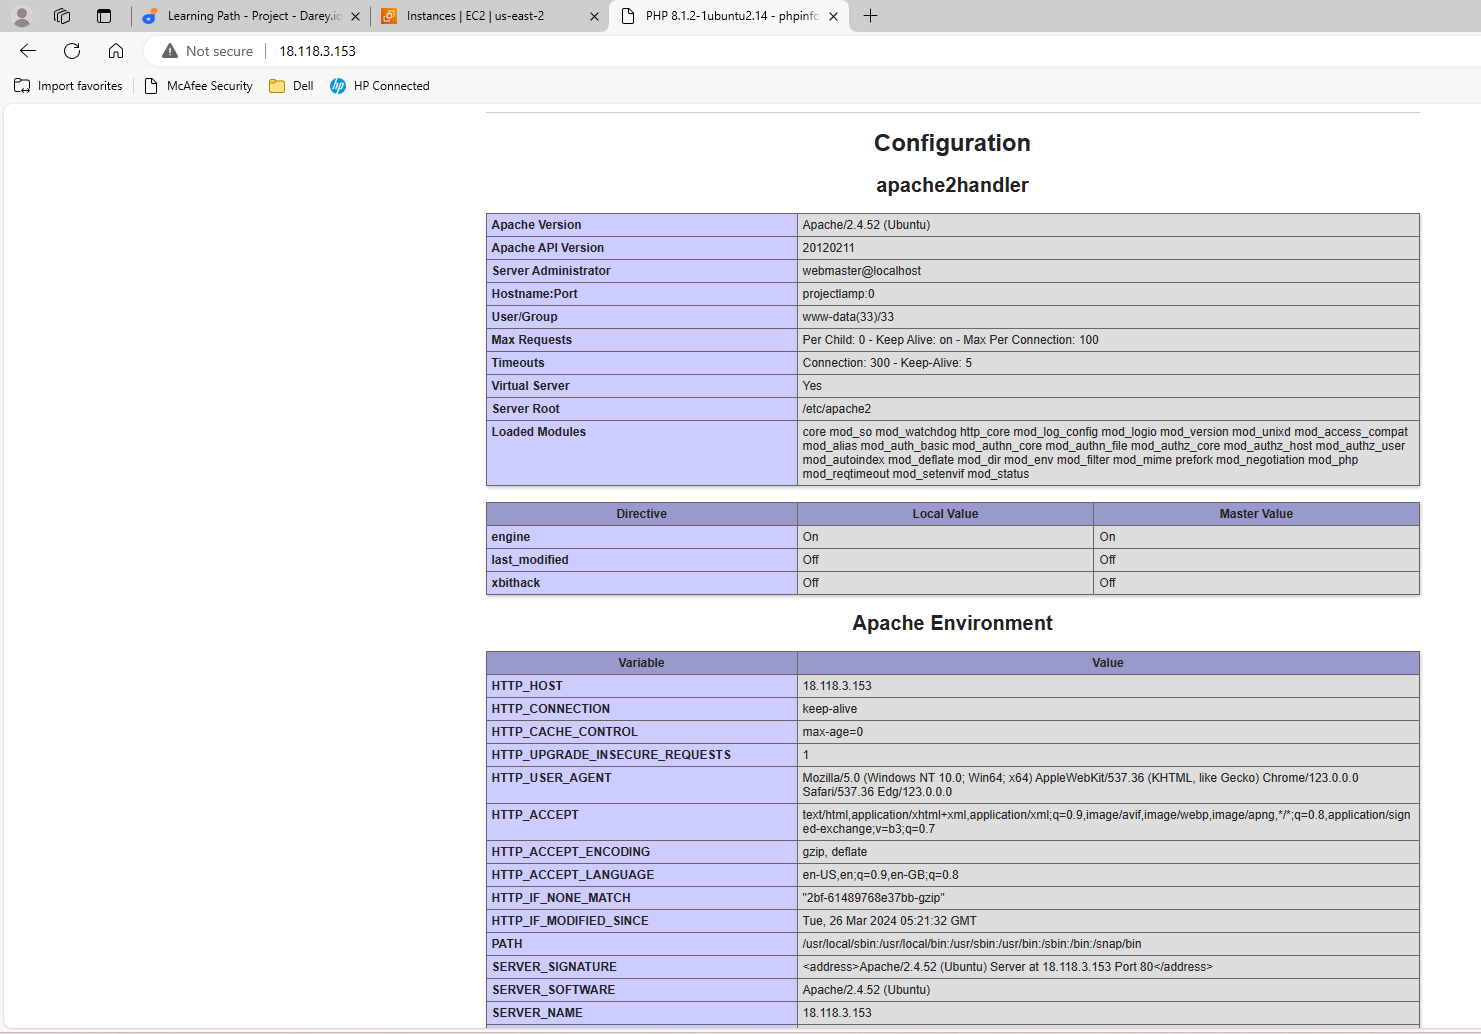 Learning Path - Project - Darey.io
Instances | EC2 | us-east-2
PHP 8.1.2-1ubuntu2.14 - phpinfo
Not secure
18.118.3.153
Import favorites
McAfee Security
Dell
HP Connected
Configuration
apache2handler
Apache Version Apache/2.4.52 (Ubuntu)
Apache API Version 20120211
Server Administrator webmaster@localhost
Hostname:Port projectlamp:0
User/Group www-data(33)/33
Max Requests Per Child: 0 - Keep Alive: on - Max Per Connection: 100
Timeouts Connection: 300 - Keep-Alive: 5
Virtual Server Yes
Server Root /etc/apache2
Loaded Modules core mod_so mod_watchdog http_core mod_log_config mod_logio mod_version mod_unixd mod_access_compat
mod_alias mod_auth_basic mod_authn_core mod_authn_file mod_authz_core mod_authz_host mod_authz_user
mod_autoindex mod_deflate mod_dir mod_env mod_filter mod_mime prefork mod_negotiation mod_php
mod_reqtimeout mod_setenvif mod_status
Directive Local Value Master Value
engine On On
last_modified Off Off
xbithack Off Off
Apache Environment
Variable Value
HTTP_HOST 18.118.3.153
HTTP_CONNECTION keep-alive
HTTP_CACHE_CONTROL max-age=0
HTTP_UPGRADE_INSECURE_REQUESTS 1
HTTP_USER_AGENT Mozilla/5.0 (Windows NT 10.0; Win64; x64) AppleWebKit/537.36 (KHTML, like Gecko) Chrome/123.0.0.0
Safari/537.36 Edg/123.0.0.0
HTTP_ACCEPT text/html,application/xhtml+xml,application/xml;q=0.9,image/avif,image/webp,image/apng,*/*;q=0.8,application/sign
ed-exchange;v=b3;q=0.7
HTTP_ACCEPT_ENCODING gzip, deflate
HTTP_ACCEPT_LANGUAGE en-US,en;q=0.9,en-GB;q=0.8
HTTP_IF_NONE_MATCH "2bf-61489768e37bb-gzip"
HTTP_IF_MODIFIED_SINCE Tue, 26 Mar 2024 05:21:32 GMT
PATH /usr/local/sbin:/usr/local/bin:/usr/sbin:/usr/bin:/sbin:/bin:/snap/bin
SERVER_SIGNATURE <address>Apache/2.4.52 (Ubuntu) Server at 18.118.3.153 Port 80</address>
SERVER_SOFTWARE Apache/2.4.52 (Ubuntu)
SERVER_NAME 18.118.3.153